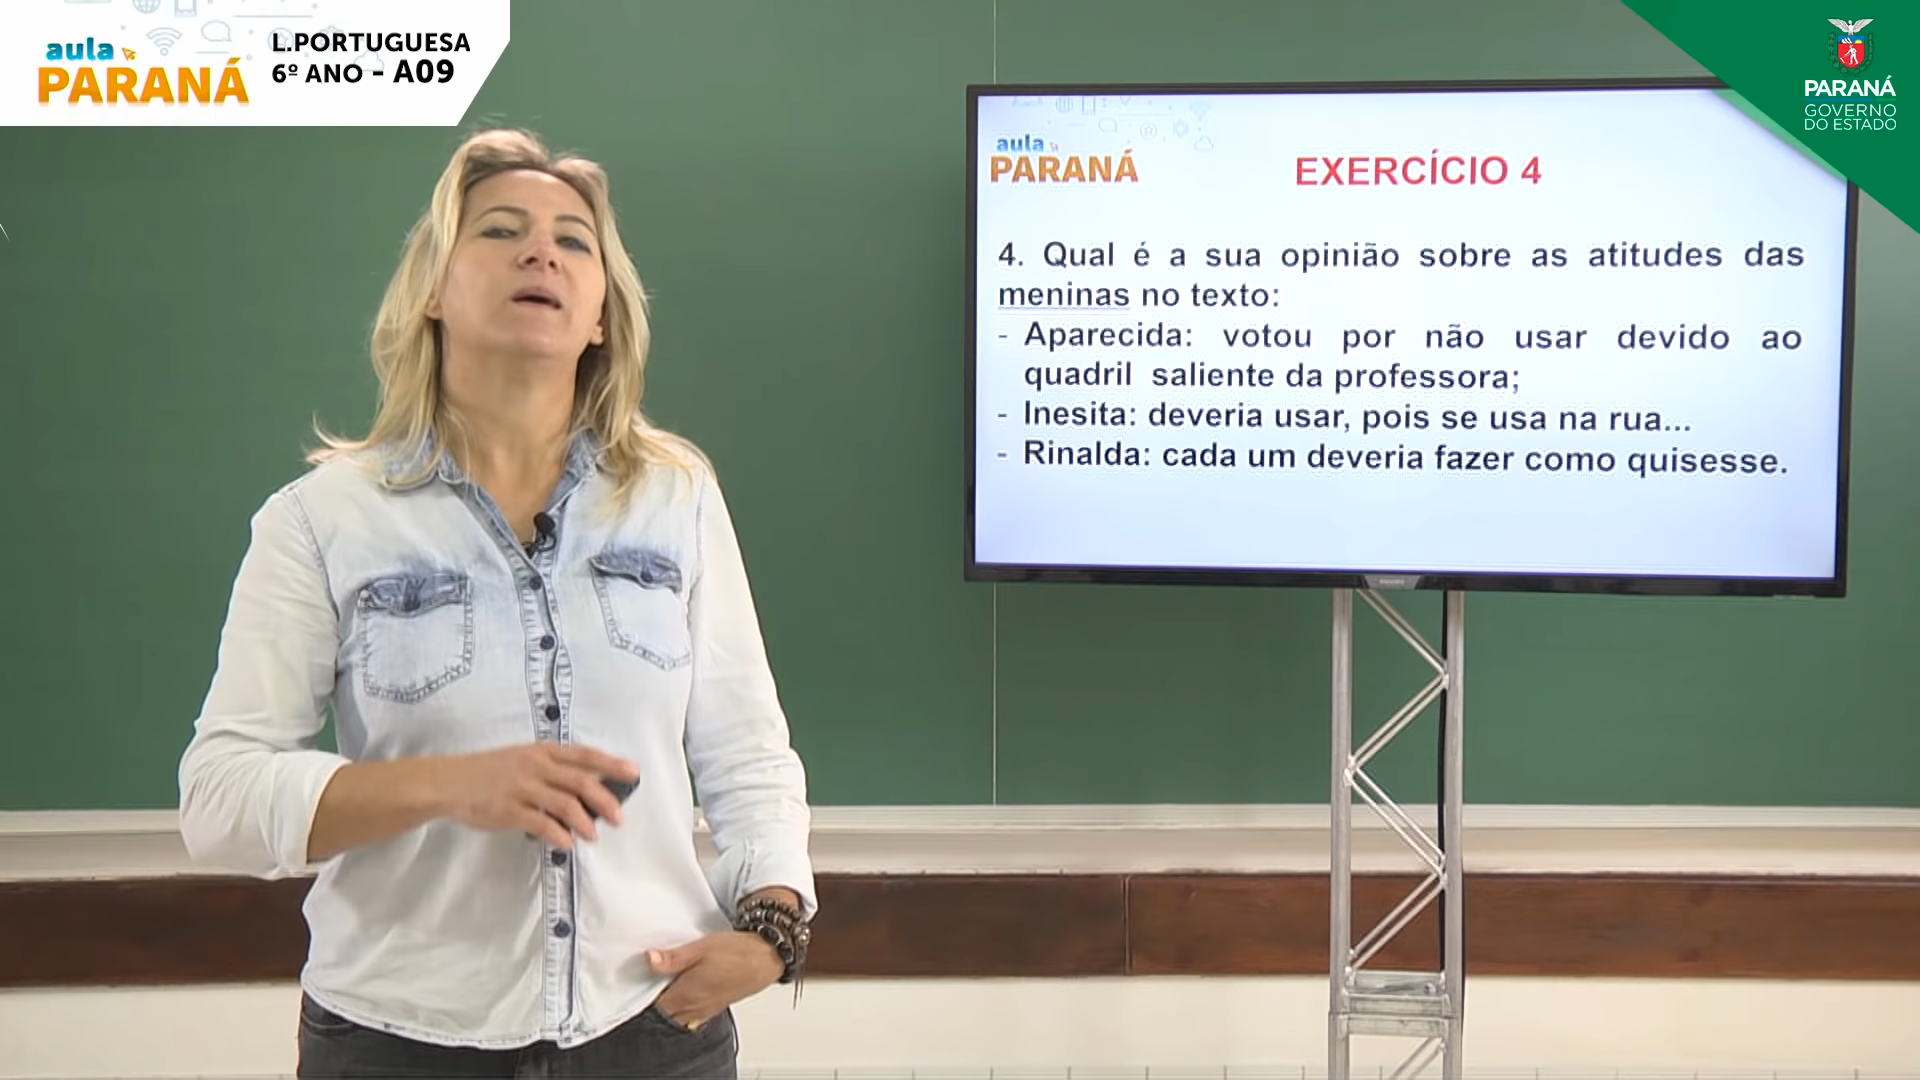 aula
PARANÁ
L.PORTUGUESA
6º ANO - A09
PARANÁ
GOVERNO
DO ESTADO
aula
PARANÁ
EXERCÍCIO 4
4. Qual é a sua opinião sobre as atitudes das
meninas no texto:
- Aparecida: votou por não usar devido ao
quadril saliente da professora;
- Inesita: deveria usar, pois se usa na rua...
- Rinalda: cada um deveria fazer como quisesse.